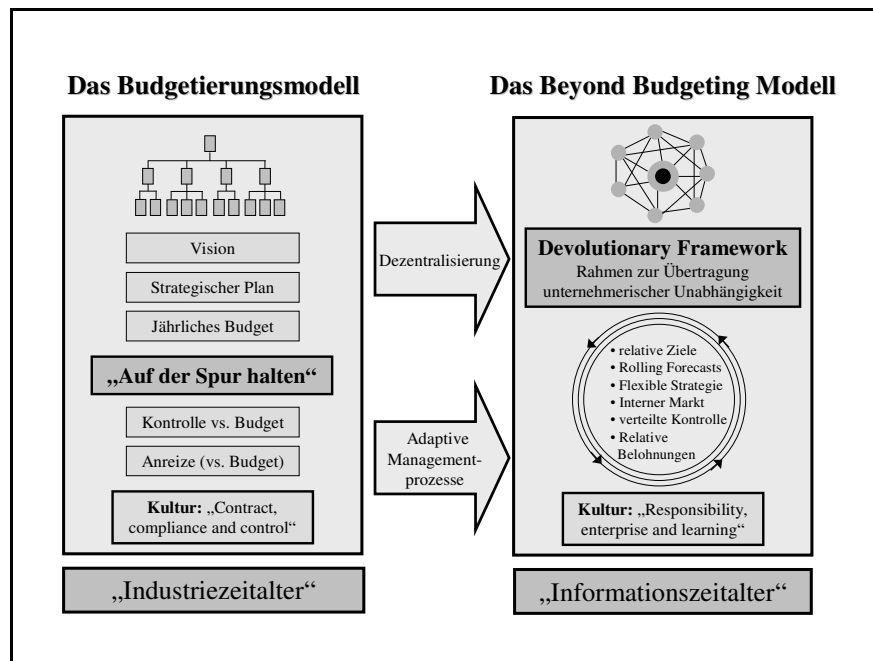 Das Budgetierungsmodell
Vision
Strategischer Plan
Jährliches Budget
„Auf der Spur halten“
Kontrolle vs. Budget
Anreize (vs. Budget)
Kultur: „Contract,
compliance and control“
„Industriezeitalter“
Dezentralisierung
Adaptive
Management-
prozesse
Das Beyond Budgeting Modell
Devolutionary Framework
Rahmen zur Übertragung
unternehmerischer Unabhängigkeit
• relative Ziele
• Rolling Forecasts
• Flexible Strategie
• Interner Markt
• verteilte Kontrolle
• Relative
Belohnungen
Kultur: „Responsibility,
enterprise and learning“
„Informationszeitalter“